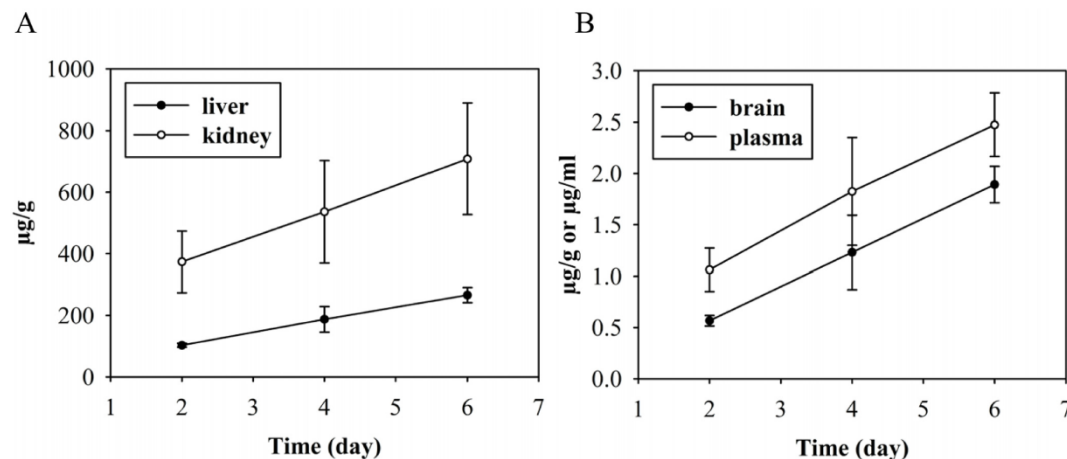 A
B
1000
800
600
400
200
0
µg/g
liver
kidney
1 2 3 4 5 6 7
Time (day)
3.0
2.5
2.0
1.5
1.0
0.5
0.0
µg/g or µg/ml
brain
plasma
1 2 3 4 5 6 7
Time (day)